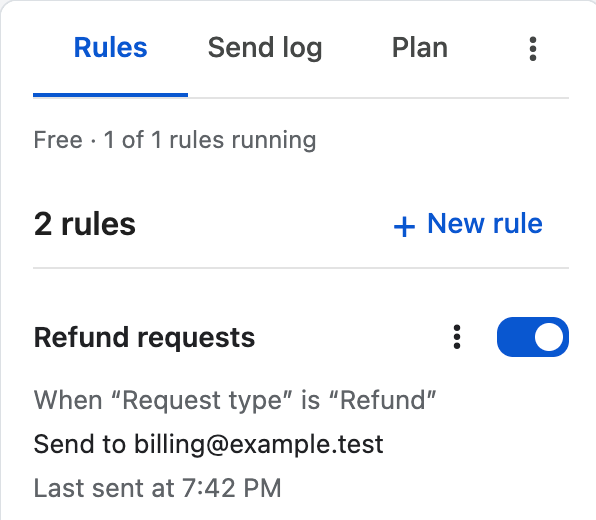 Rules Send log Plan
Free · 1 of 1 rules running
2 rules + New rule
Refund requests
When “Request type” is “Refund”
Send to billing@example.test
Last sent at 7:42 PM